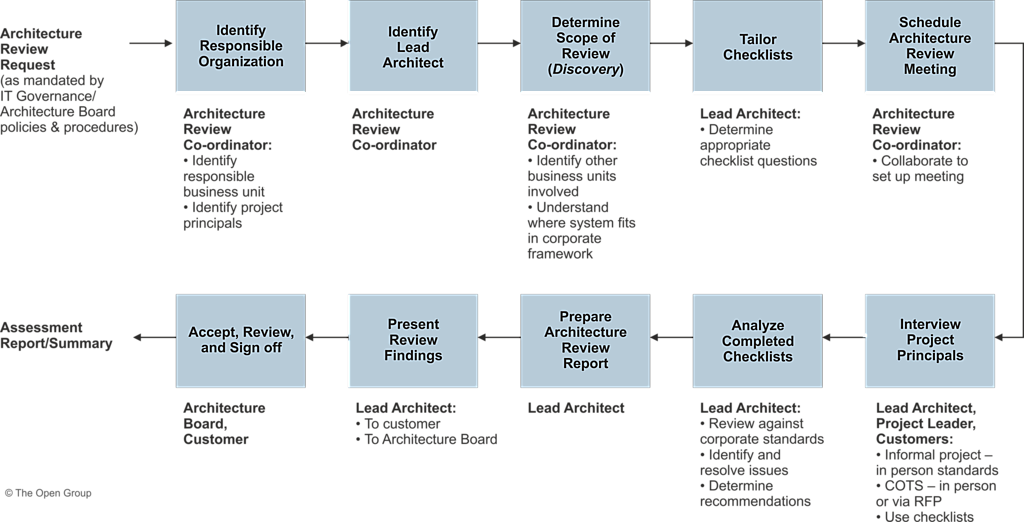 Architecture
Review
Request
(as mandated by
IT Governance/
Architecture Board
policies & procedures)
Identify
Responsible
Organization
Architecture
Review
Co-ordinator:
• Identify
responsible
business unit
• Identify project
principals
Identify
Lead
Architect
Architecture
Review
Co-ordinator
Determine
Scope of
Review
(Discovery)
Architecture
Review
Co-ordinator:
• Identify other
business units
involved
• Understand
where system fits
in corporate
framework
Tailor
Checklists
Lead Architect:
• Determine
appropriate
checklist questions
Schedule
Architecture
Review
Meeting
Architecture
Review
Co-ordinator:
• Collaborate to
set up meeting
Interview
Project
Principals
Lead Architect,
Project Leader,
Customers:
• Informal project –
in person standards
• COTS – in person
or via RFP
• Use checklists
Analyze
Completed
Checklists
Lead Architect:
• Review against
corporate standards
• Identify and
resolve issues
• Determine
recommendations
Prepare
Architecture
Review
Report
Lead Architect
Present
Review
Findings
Lead Architect:
• To customer
• To Architecture Board
Accept, Review,
and Sign off
Architecture
Board,
Customer
Assessment
Report/Summary
© The Open Group